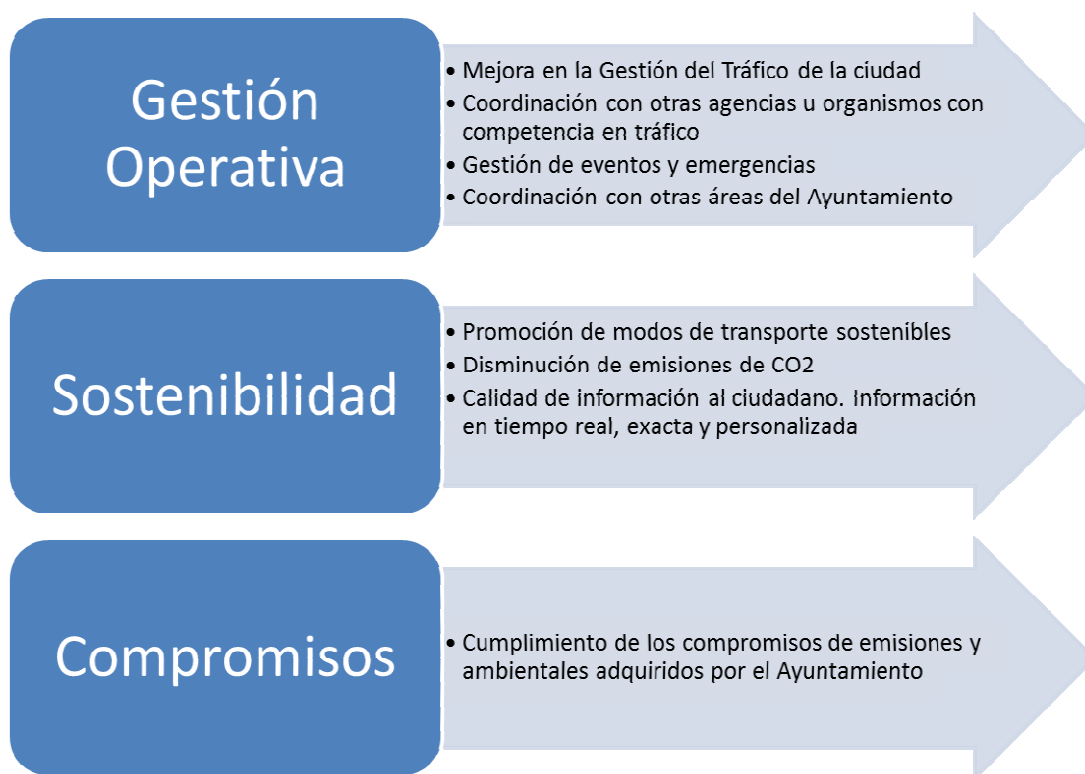 Gestión
Operativa
• Mejora en la Gestión del Tráfico de la ciudad
• Coordinación con otras agencias u organismos con
competencia en tráfico
• Gestión de eventos y emergencias
• Coordinación con otras áreas del Ayuntamiento
Sostenibilidad
• Promoción de modos de transporte sostenibles
• Disminución de emisiones de CO2
• Calidad de información al ciudadano. Información
en tiempo real, exacta y personalizada
Compromisos
• Cumplimiento de los compromisos de emisiones y
ambientales adquiridos por el Ayuntamiento